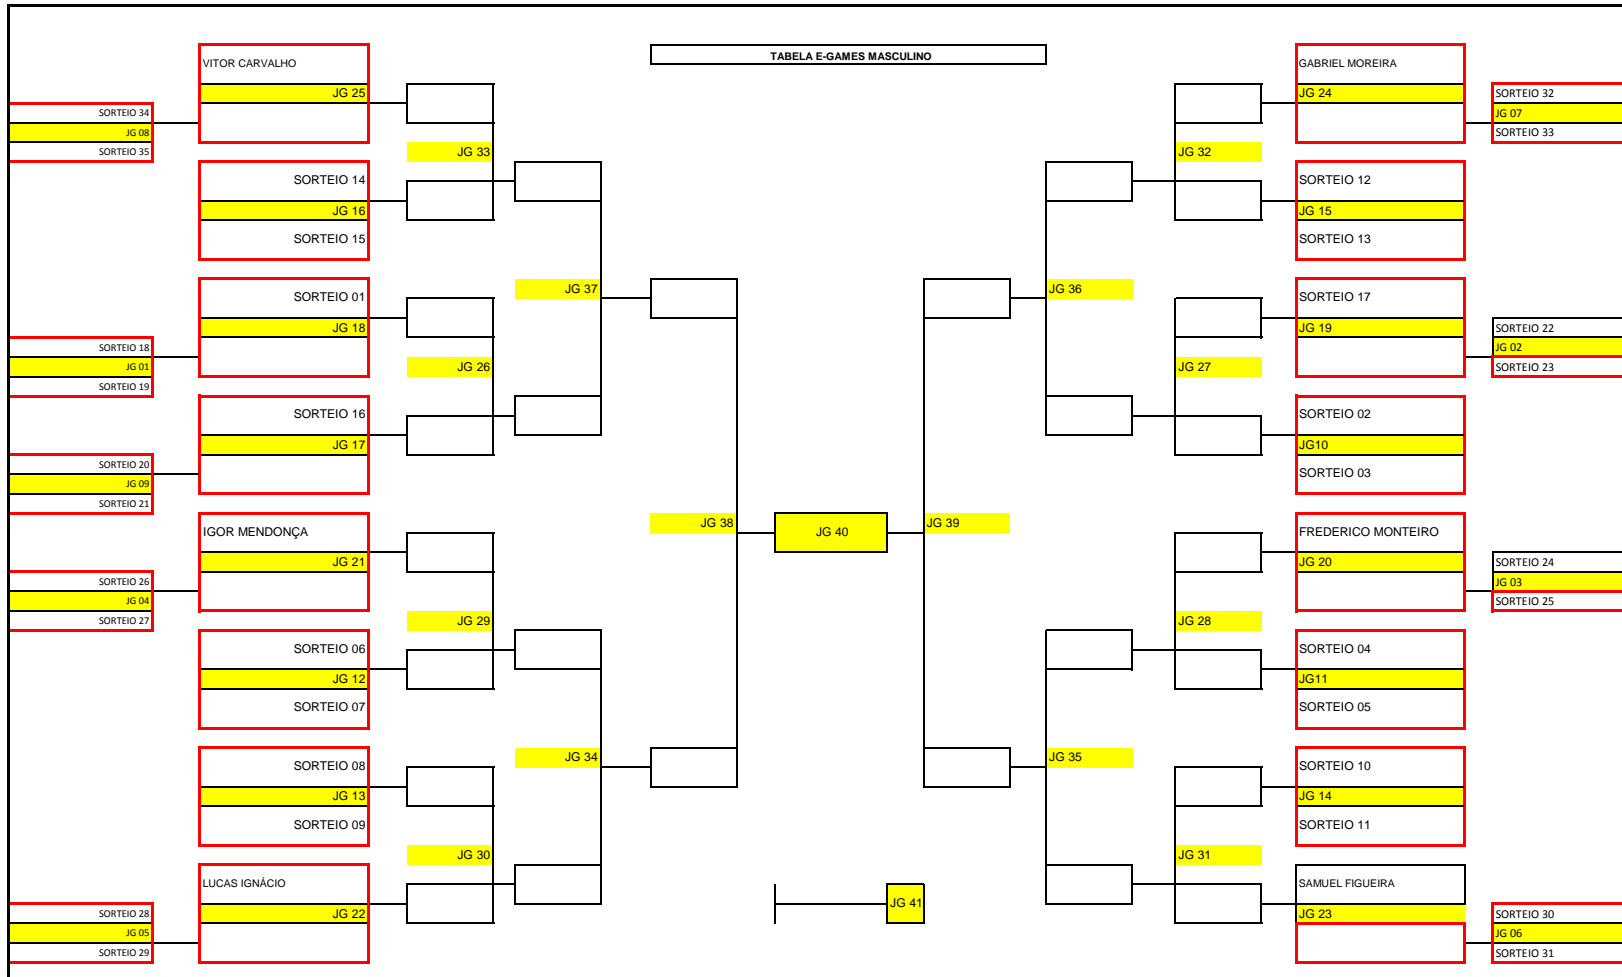 TABELA E-GAMES MASCULINO
VITOR CARVALHO
JG 25
SORTEIO 34
JG 08
SORTEIO 35
JG 33
SORTEIO 14
JG 16
SORTEIO 15
JG 37
SORTEIO 01
JG 18
SORTEIO 18
JG 01
SORTEIO 19
JG 26
SORTEIO 16
JG 17
SORTEIO 20
JG 09
SORTEIO 21
JG 38
IGOR MENDONÇA
JG 21
SORTEIO 26
JG 04
SORTEIO 27
JG 29
SORTEIO 06
JG 12
SORTEIO 07
JG 34
SORTEIO 08
JG 13
SORTEIO 09
JG 30
LUCAS IGNÁCIO
JG 22
SORTEIO 28
JG 05
SORTEIO 29
JG 40
JG 41
GABRIEL MOREIRA
JG 24
SORTEIO 32
JG 07
SORTEIO 33
JG 32
SORTEIO 12
JG 15
SORTEIO 13
JG 36
SORTEIO 17
JG 19
SORTEIO 22
JG 02
SORTEIO 23
JG 27
SORTEIO 02
JG10
SORTEIO 03
JG 39
FREDERICO MONTEIRO
JG 20
SORTEIO 24
JG 03
SORTEIO 25
JG 28
SORTEIO 04
JG11
SORTEIO 05
JG 35
SORTEIO 10
JG 14
SORTEIO 11
JG 31
SAMUEL FIGUEIRA
JG 23
SORTEIO 30
JG 06
SORTEIO 31